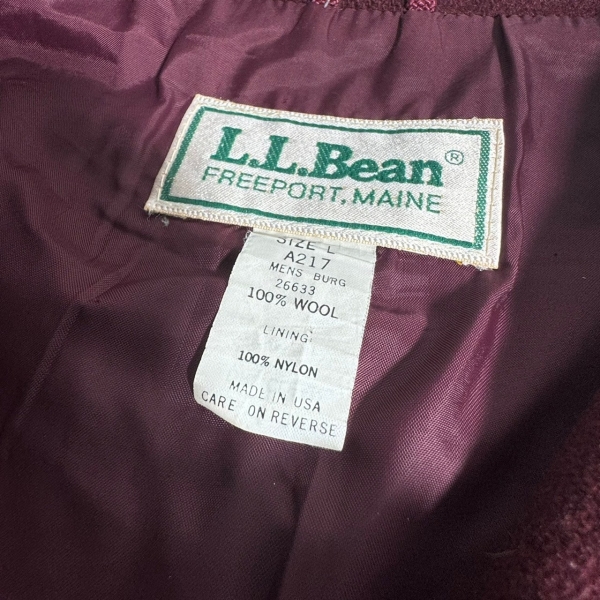 L.L.Bean®
FREEPORT, MAINE
SIZE L
A217
MENS BURG
26633
100% WOOL
LINING:
100% NYLON
MADE IN USA
CARE ON REVERSE